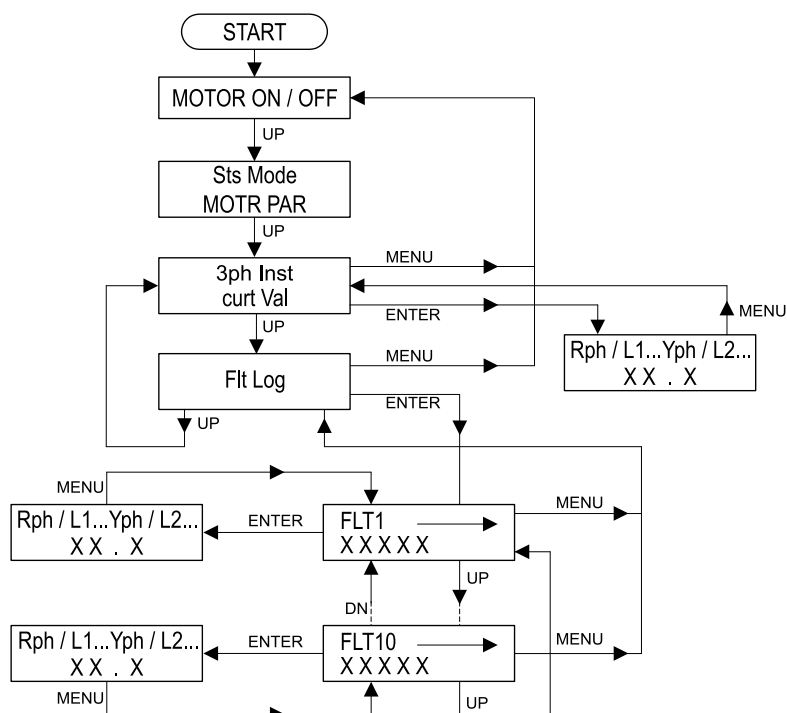 START
MOTOR ON / OFF
UP
Sts Mode
MOTR PAR
UP
3ph Inst
curt Val
MENU
ENTER
MENU
UP
Rph / L1...Yph / L2...
XX . X
Flt Log
MENU
ENTER
UP
MENU
Rph / L1...Yph / L2...
XX . X
ENTER
FLT1
XXXXX
MENU
UP
DN
Rph / L1...Yph / L2...
XX . X
ENTER
FLT10
XXXXX
MENU
MENU
UP